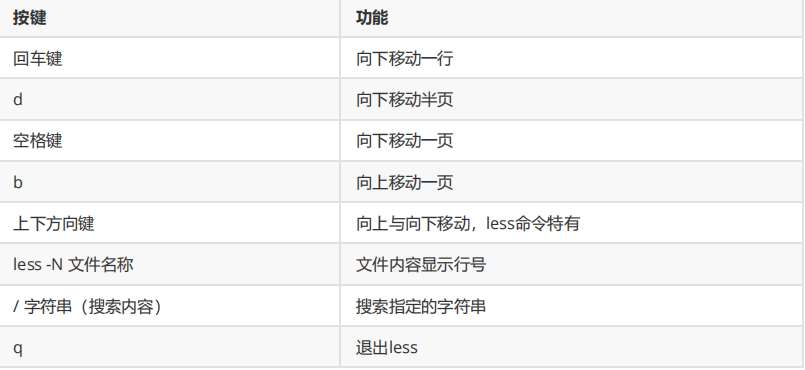 按键 功能
回车键 向下移动一行
d 向下移动半页
空格键 向下移动一页
b 向上移动一页
上下方向键 向上与向下移动，less命令特有
less -N 文件名称 文件内容显示行号
/ 字符串（搜索内容） 搜索指定的字符串
q 退出less